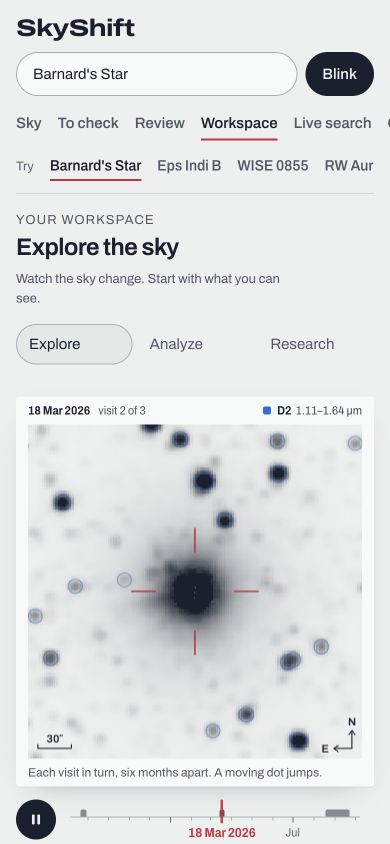 SkyShift
Barnard's Star
Blink
Sky To check Review Workspace Live search
Try Barnard's Star Eps Indi B WISE 0855 RW Aur
YOUR WORKSPACE
Explore the sky
Watch the sky change. Start with what you can
see.
Explore Analyze Research
18 Mar 2026 visit 2 of 3 D2 1.11–1.64 µm
30″
N
E
Each visit in turn, six months apart. A moving dot jumps.
18 Mar 2026 Jul